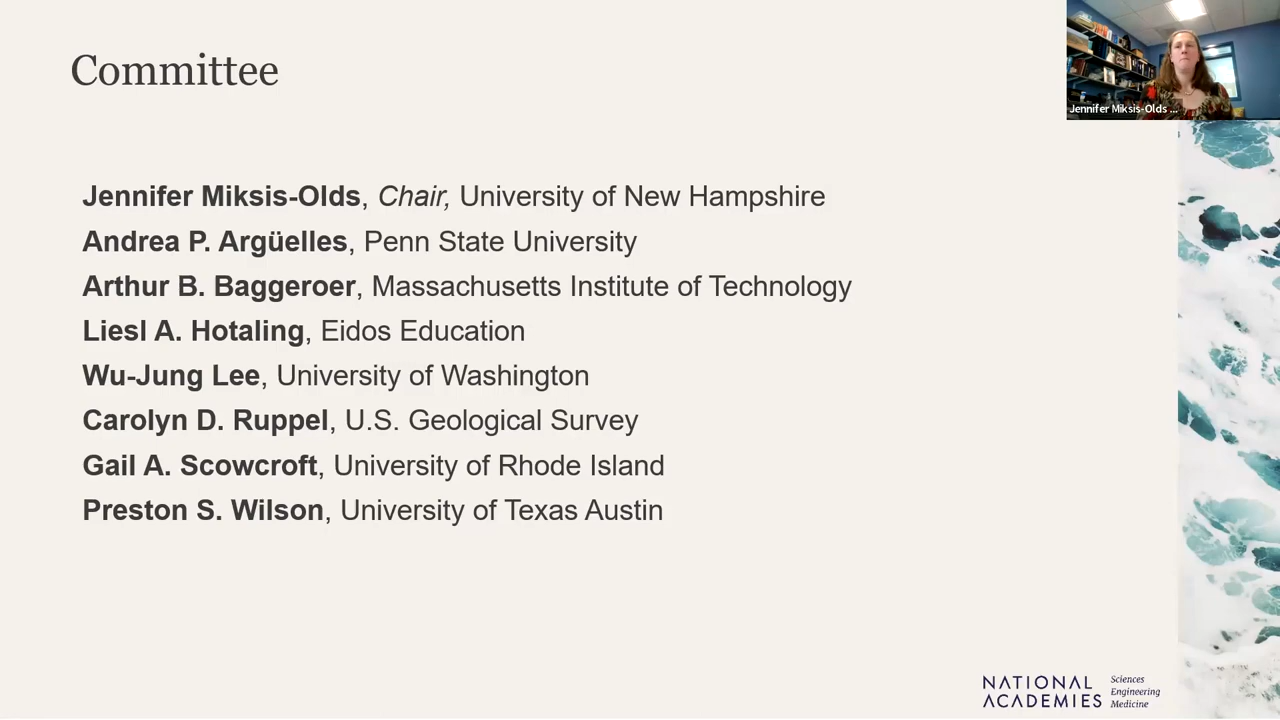 Committee
Jennifer Miksis-Olds ...
Jennifer Miksis-Olds, Chair, University of New Hampshire
Andrea P. Argüelles, Penn State University
Arthur B. Baggeroer, Massachusetts Institute of Technology
Liesl A. Hotaling, Eidos Education
Wu-Jung Lee, University of Washington
Carolyn D. Ruppel, U.S. Geological Survey
Gail A. Scowcroft, University of Rhode Island
Preston S. Wilson, University of Texas Austin
NATIONAL
ACADEMIES
Sciences
Engineering
Medicine